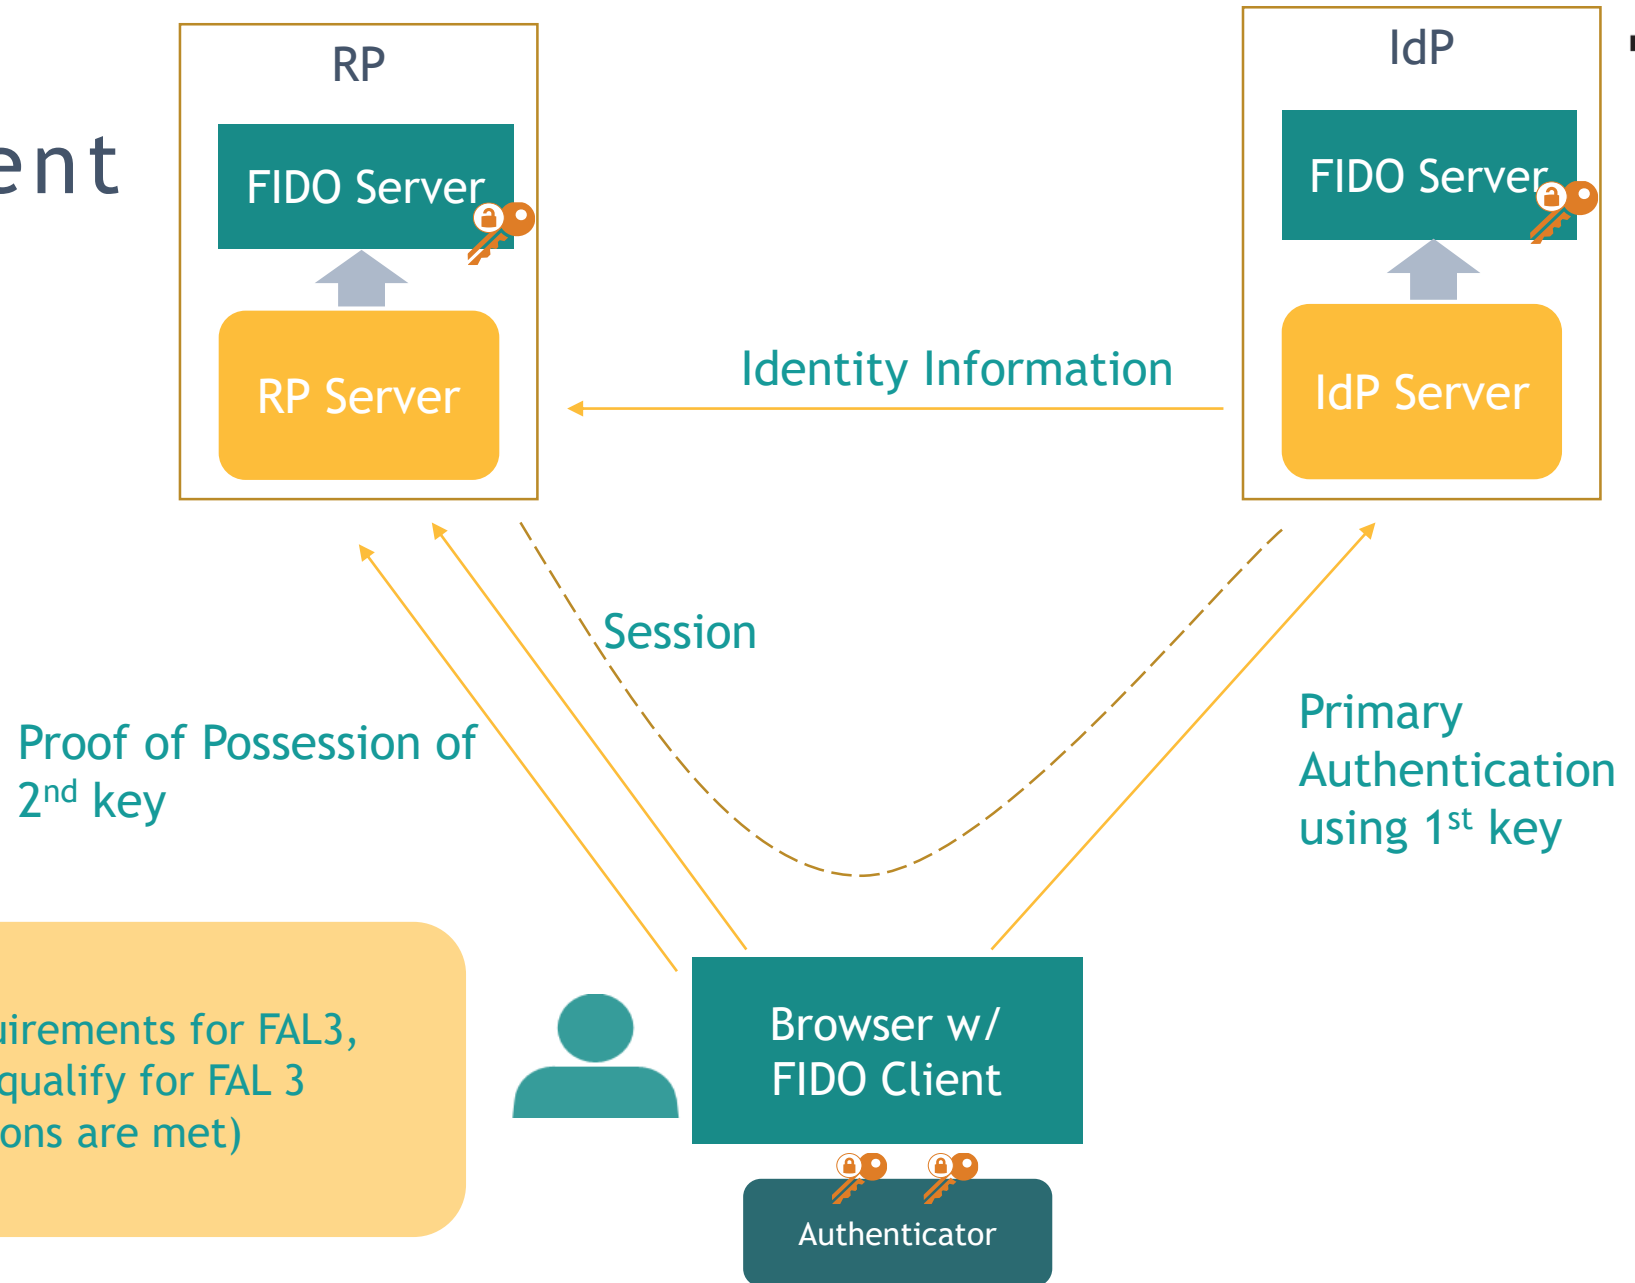 RP
IdP
ent
FIDO Server
FIDO Server
RP Server
Identity Information
IdP Server
Session
Proof of Possession of
2nd key
Primary
Authentication
using 1st key
uirements for FAL3,
qualify for FAL 3
ons are met)
Browser w/
FIDO Client
Authenticator